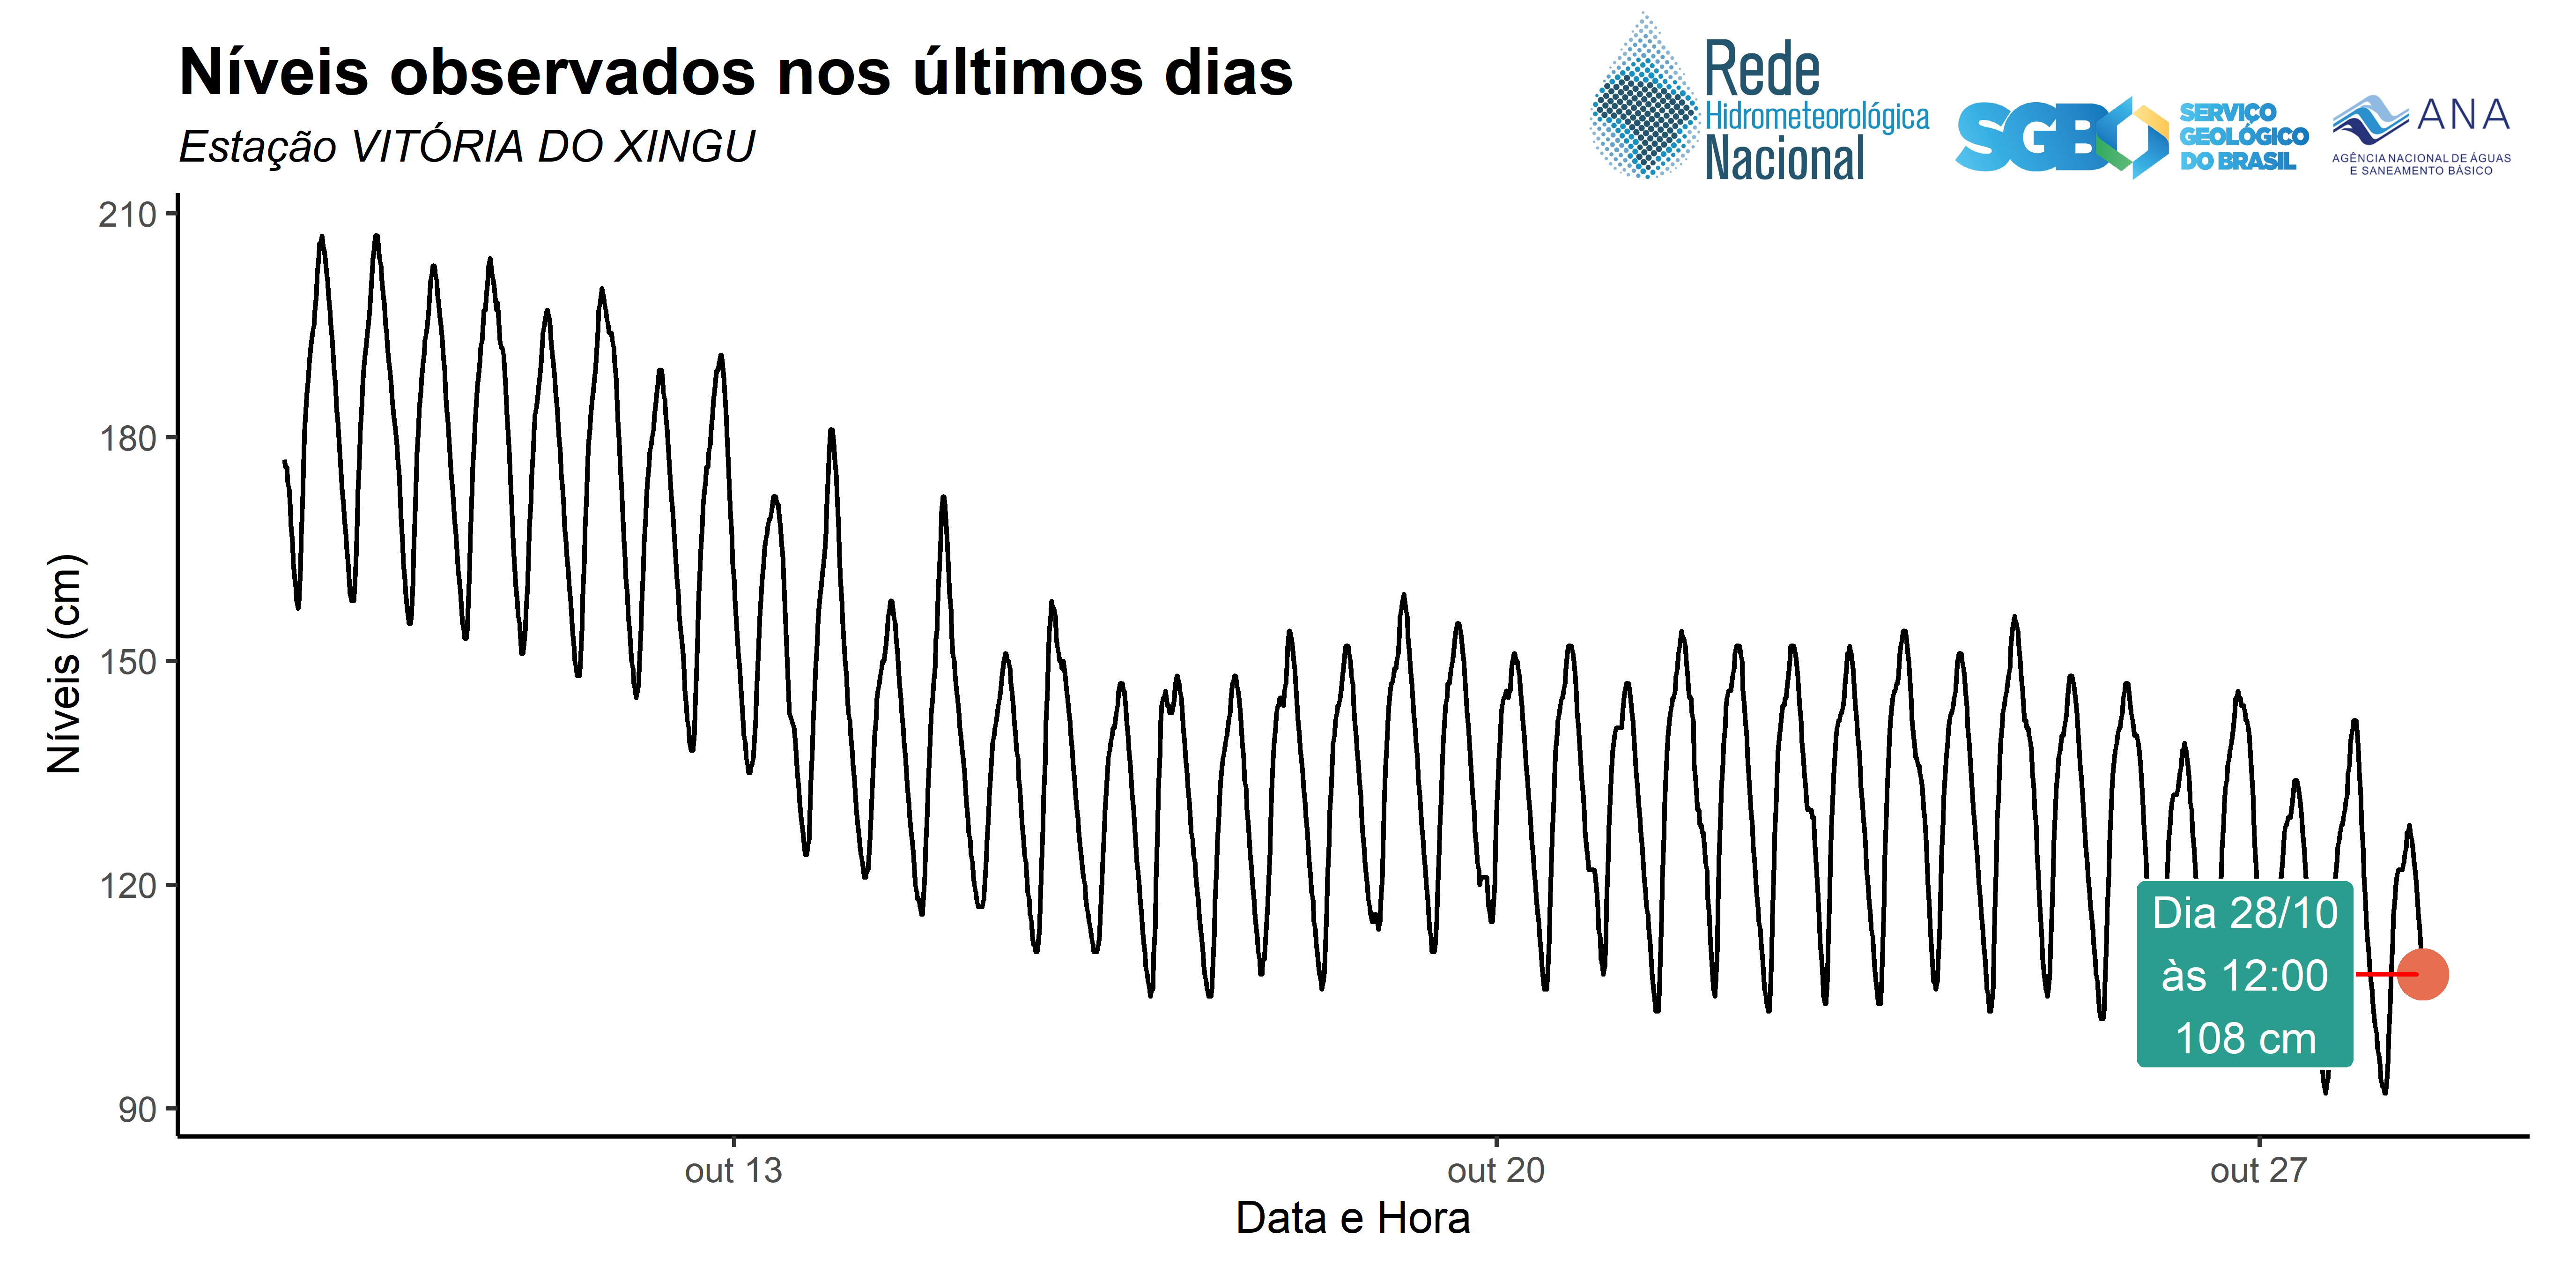 Níveis observados nos últimos dias
Estação VITÓRIA DO XINGU
Rede
Hidrometeorológica
Nacional
SGB
SERVIÇO
GEOLÓGICO
DO BRASIL
ANA
AGÊNCIA NACIONAL DE ÁGUAS
E SANEAMENTO BÁSICO
Níveis (cm)
210
180
150
120
90
Dia 28/10
às 12:00
108 cm
out 13
out 20
out 27
Data e Hora